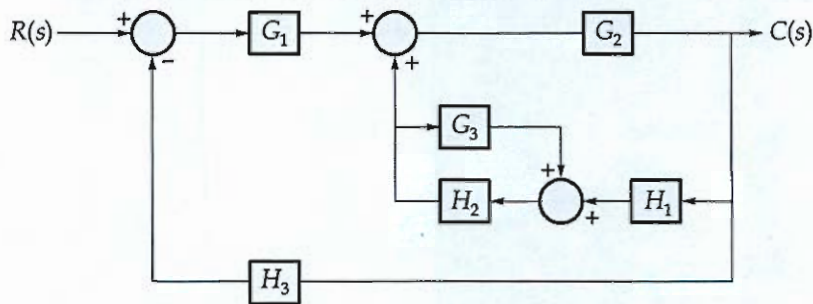 R(s) + - G₁ + + G₂ C(s)
G₃
+ + H₂ H₁
H₃